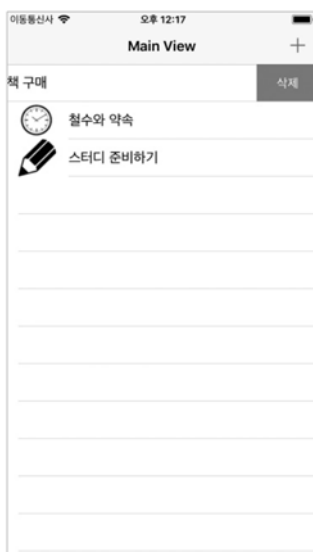 이동통신사 오후 12:17
Main View +
책 구매 삭제
철수와 약속
스터디 준비하기